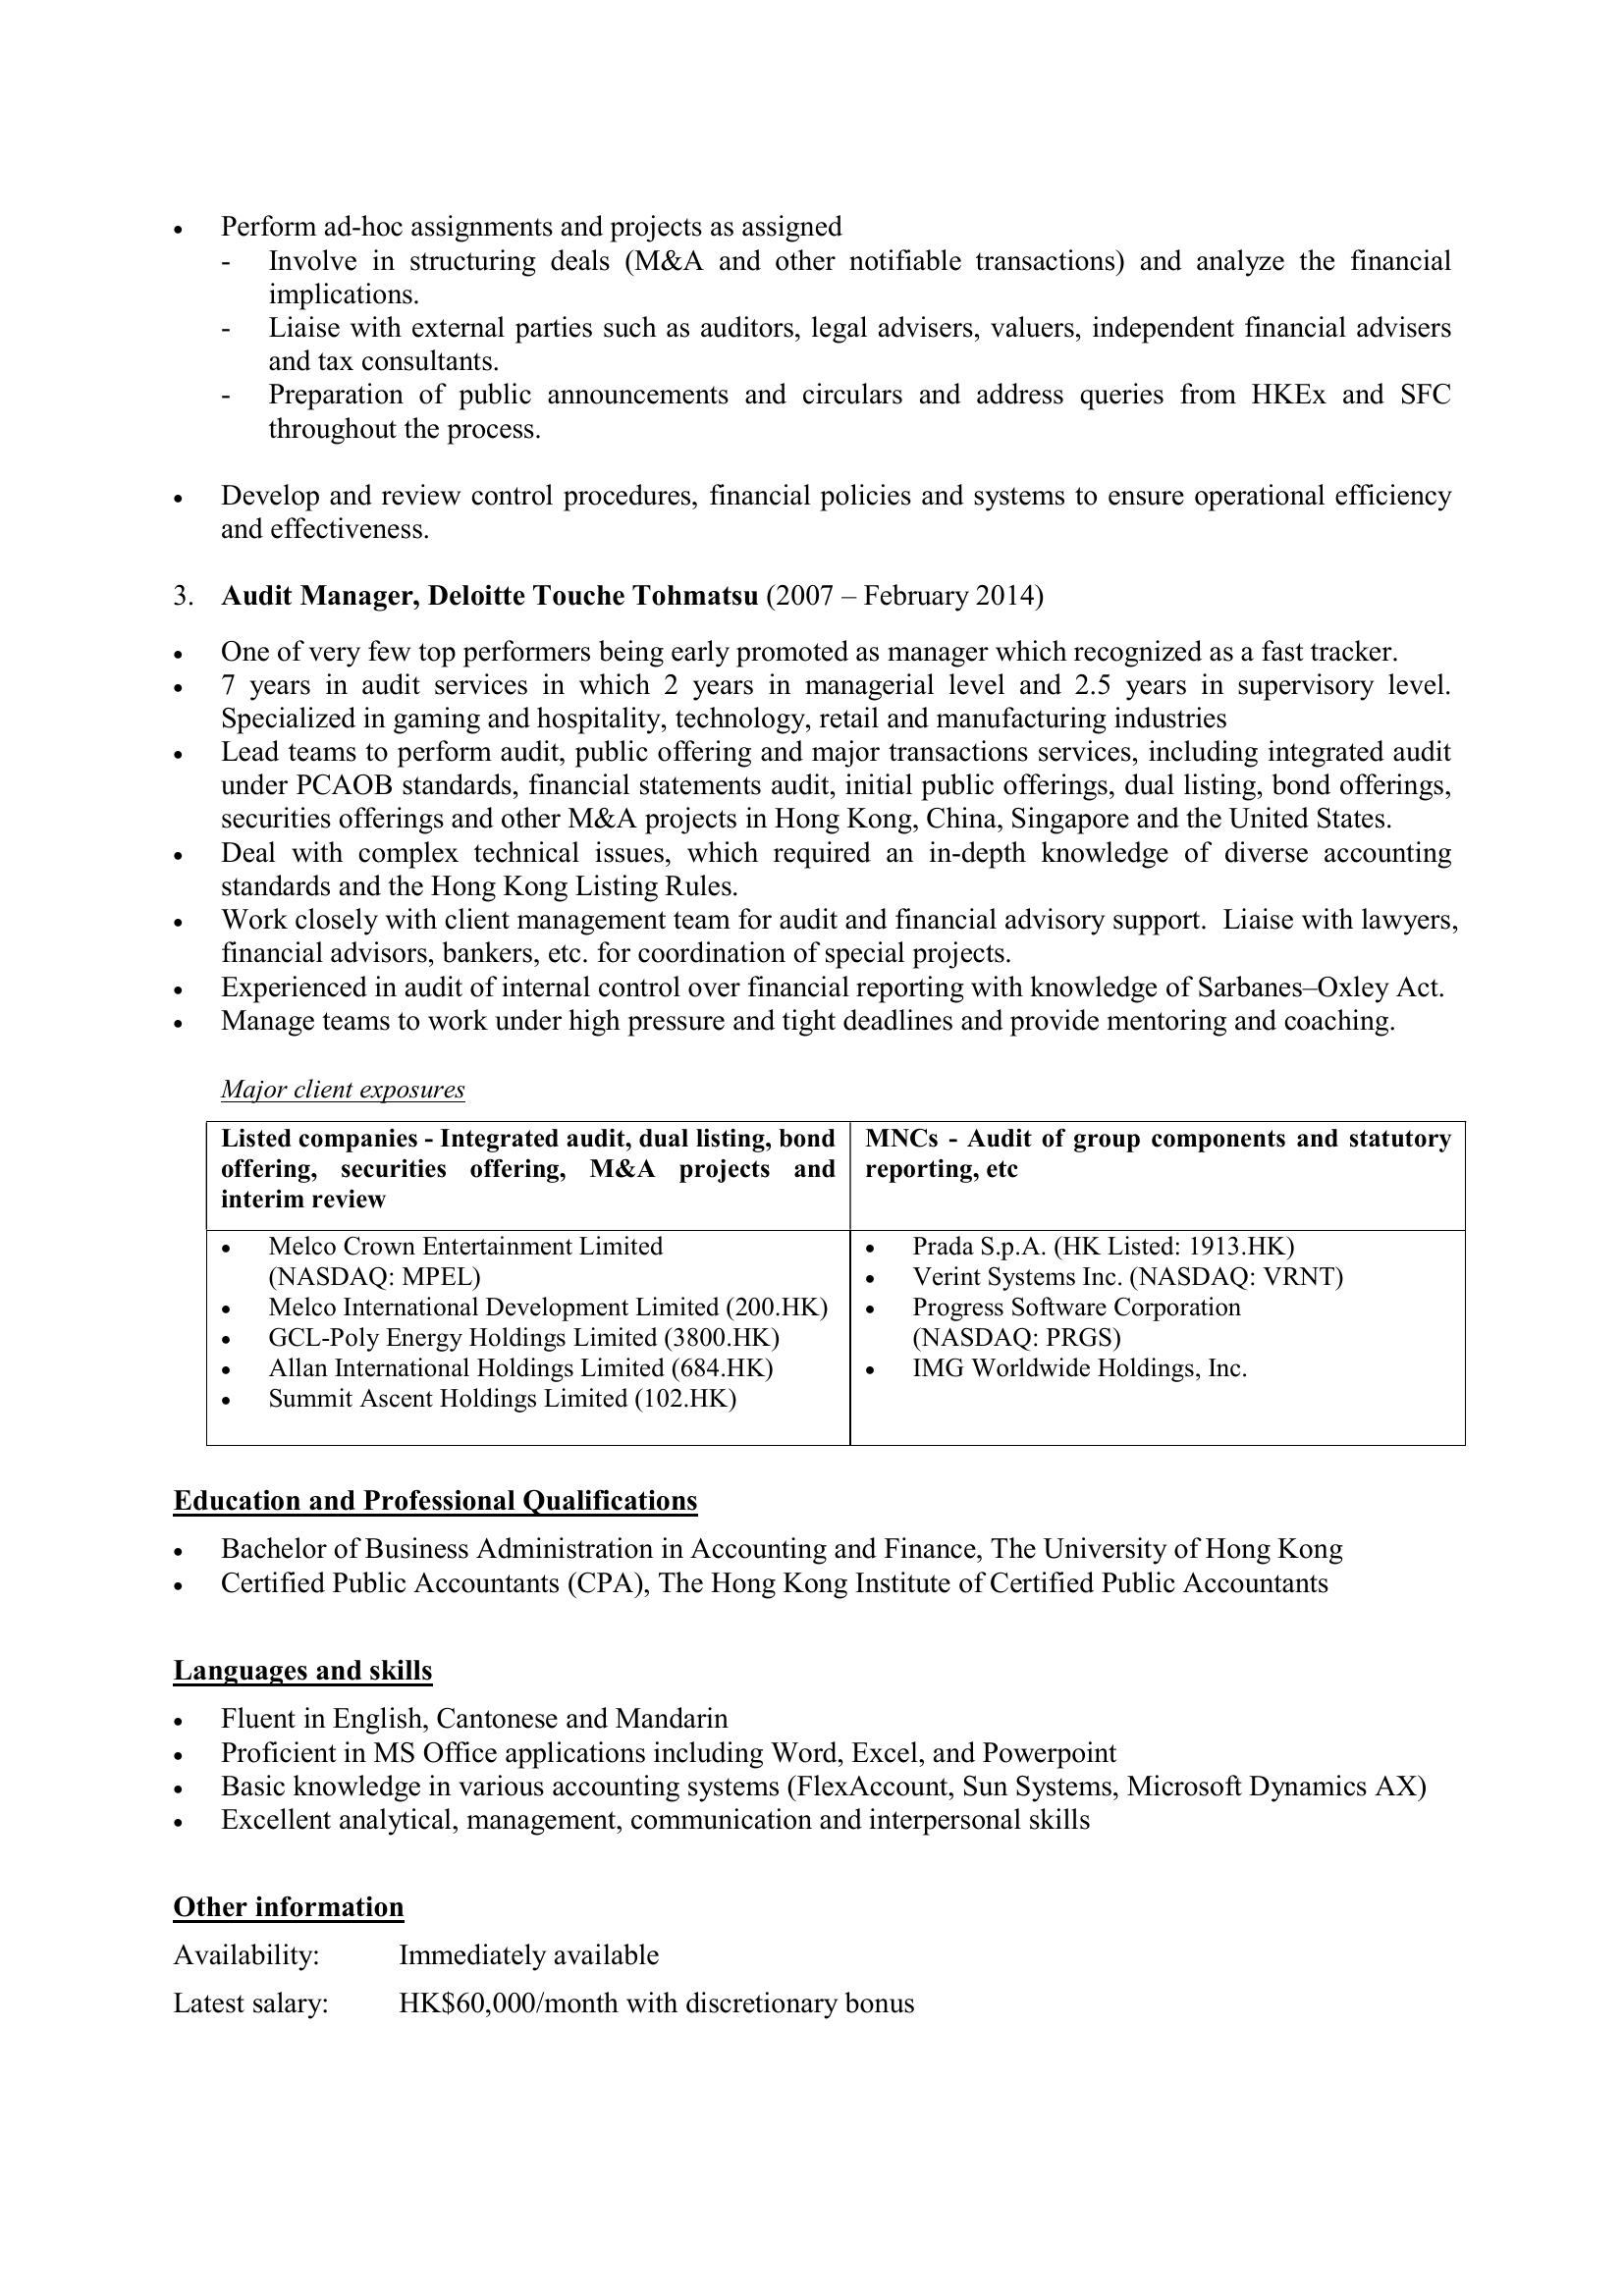 • Perform ad-hoc assignments and projects as assigned
- Involve in structuring deals (M&A and other notifiable transactions) and analyze the financial
implications.
- Liaise with external parties such as auditors, legal advisers, valuers, independent financial advisers
and tax consultants.
- Preparation of public announcements and circulars and address queries from HKEx and SFC
throughout the process.
• Develop and review control procedures, financial policies and systems to ensure operational efficiency
and effectiveness.
3. Audit Manager, Deloitte Touche Tohmatsu (2007 – February 2014)
• One of very few top performers being early promoted as manager which recognized as a fast tracker.
• 7 years in audit services in which 2 years in managerial level and 2.5 years in supervisory level.
Specialized in gaming and hospitality, technology, retail and manufacturing industries
• Lead teams to perform audit, public offering and major transactions services, including integrated audit
under PCAOB standards, financial statements audit, initial public offerings, dual listing, bond offerings,
securities offerings and other M&A projects in Hong Kong, China, Singapore and the United States.
• Deal with complex technical issues, which required an in-depth knowledge of diverse accounting
standards and the Hong Kong Listing Rules.
• Work closely with client management team for audit and financial advisory support.  Liaise with lawyers,
financial advisors, bankers, etc. for coordination of special projects.
• Experienced in audit of internal control over financial reporting with knowledge of Sarbanes–Oxley Act.
• Manage teams to work under high pressure and tight deadlines and provide mentoring and coaching.
Major client exposures
Listed companies - Integrated audit, dual listing, bond
offering, securities offering, M&A projects and
interim review
MNCs - Audit of group components and statutory
reporting, etc
• Melco Crown Entertainment Limited
(NASDAQ: MPEL)
• Melco International Development Limited (200.HK)
• GCL-Poly Energy Holdings Limited (3800.HK)
• Allan International Holdings Limited (684.HK)
• Summit Ascent Holdings Limited (102.HK)
• Prada S.p.A. (HK Listed: 1913.HK)
• Verint Systems Inc. (NASDAQ: VRNT)
• Progress Software Corporation
(NASDAQ: PRGS)
• IMG Worldwide Holdings, Inc.
Education and Professional Qualifications
• Bachelor of Business Administration in Accounting and Finance, The University of Hong Kong
• Certified Public Accountants (CPA), The Hong Kong Institute of Certified Public Accountants
Languages and skills
• Fluent in English, Cantonese and Mandarin
• Proficient in MS Office applications including Word, Excel, and Powerpoint
• Basic knowledge in various accounting systems (FlexAccount, Sun Systems, Microsoft Dynamics AX)
• Excellent analytical, management, communication and interpersonal skills
Other information
Availability: Immediately available
Latest salary: HK$60,000/month with discretionary bonus